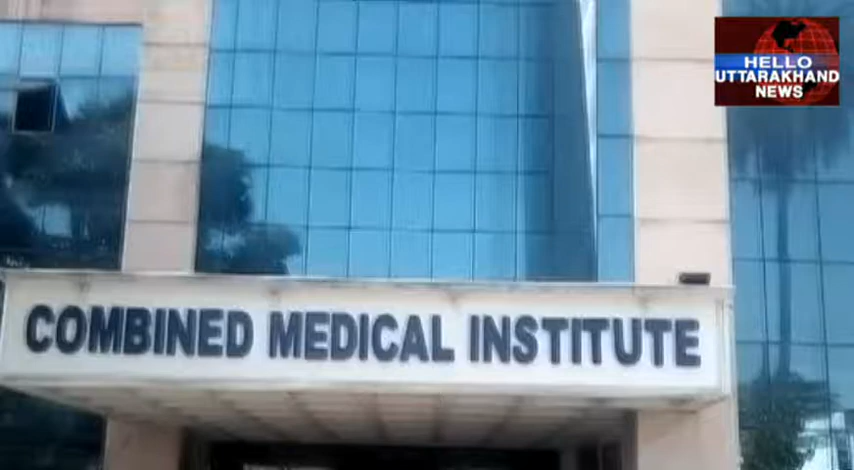 HELLO
UTTARAKHAND
NEWS
COMBINED MEDICAL INSTITUTE